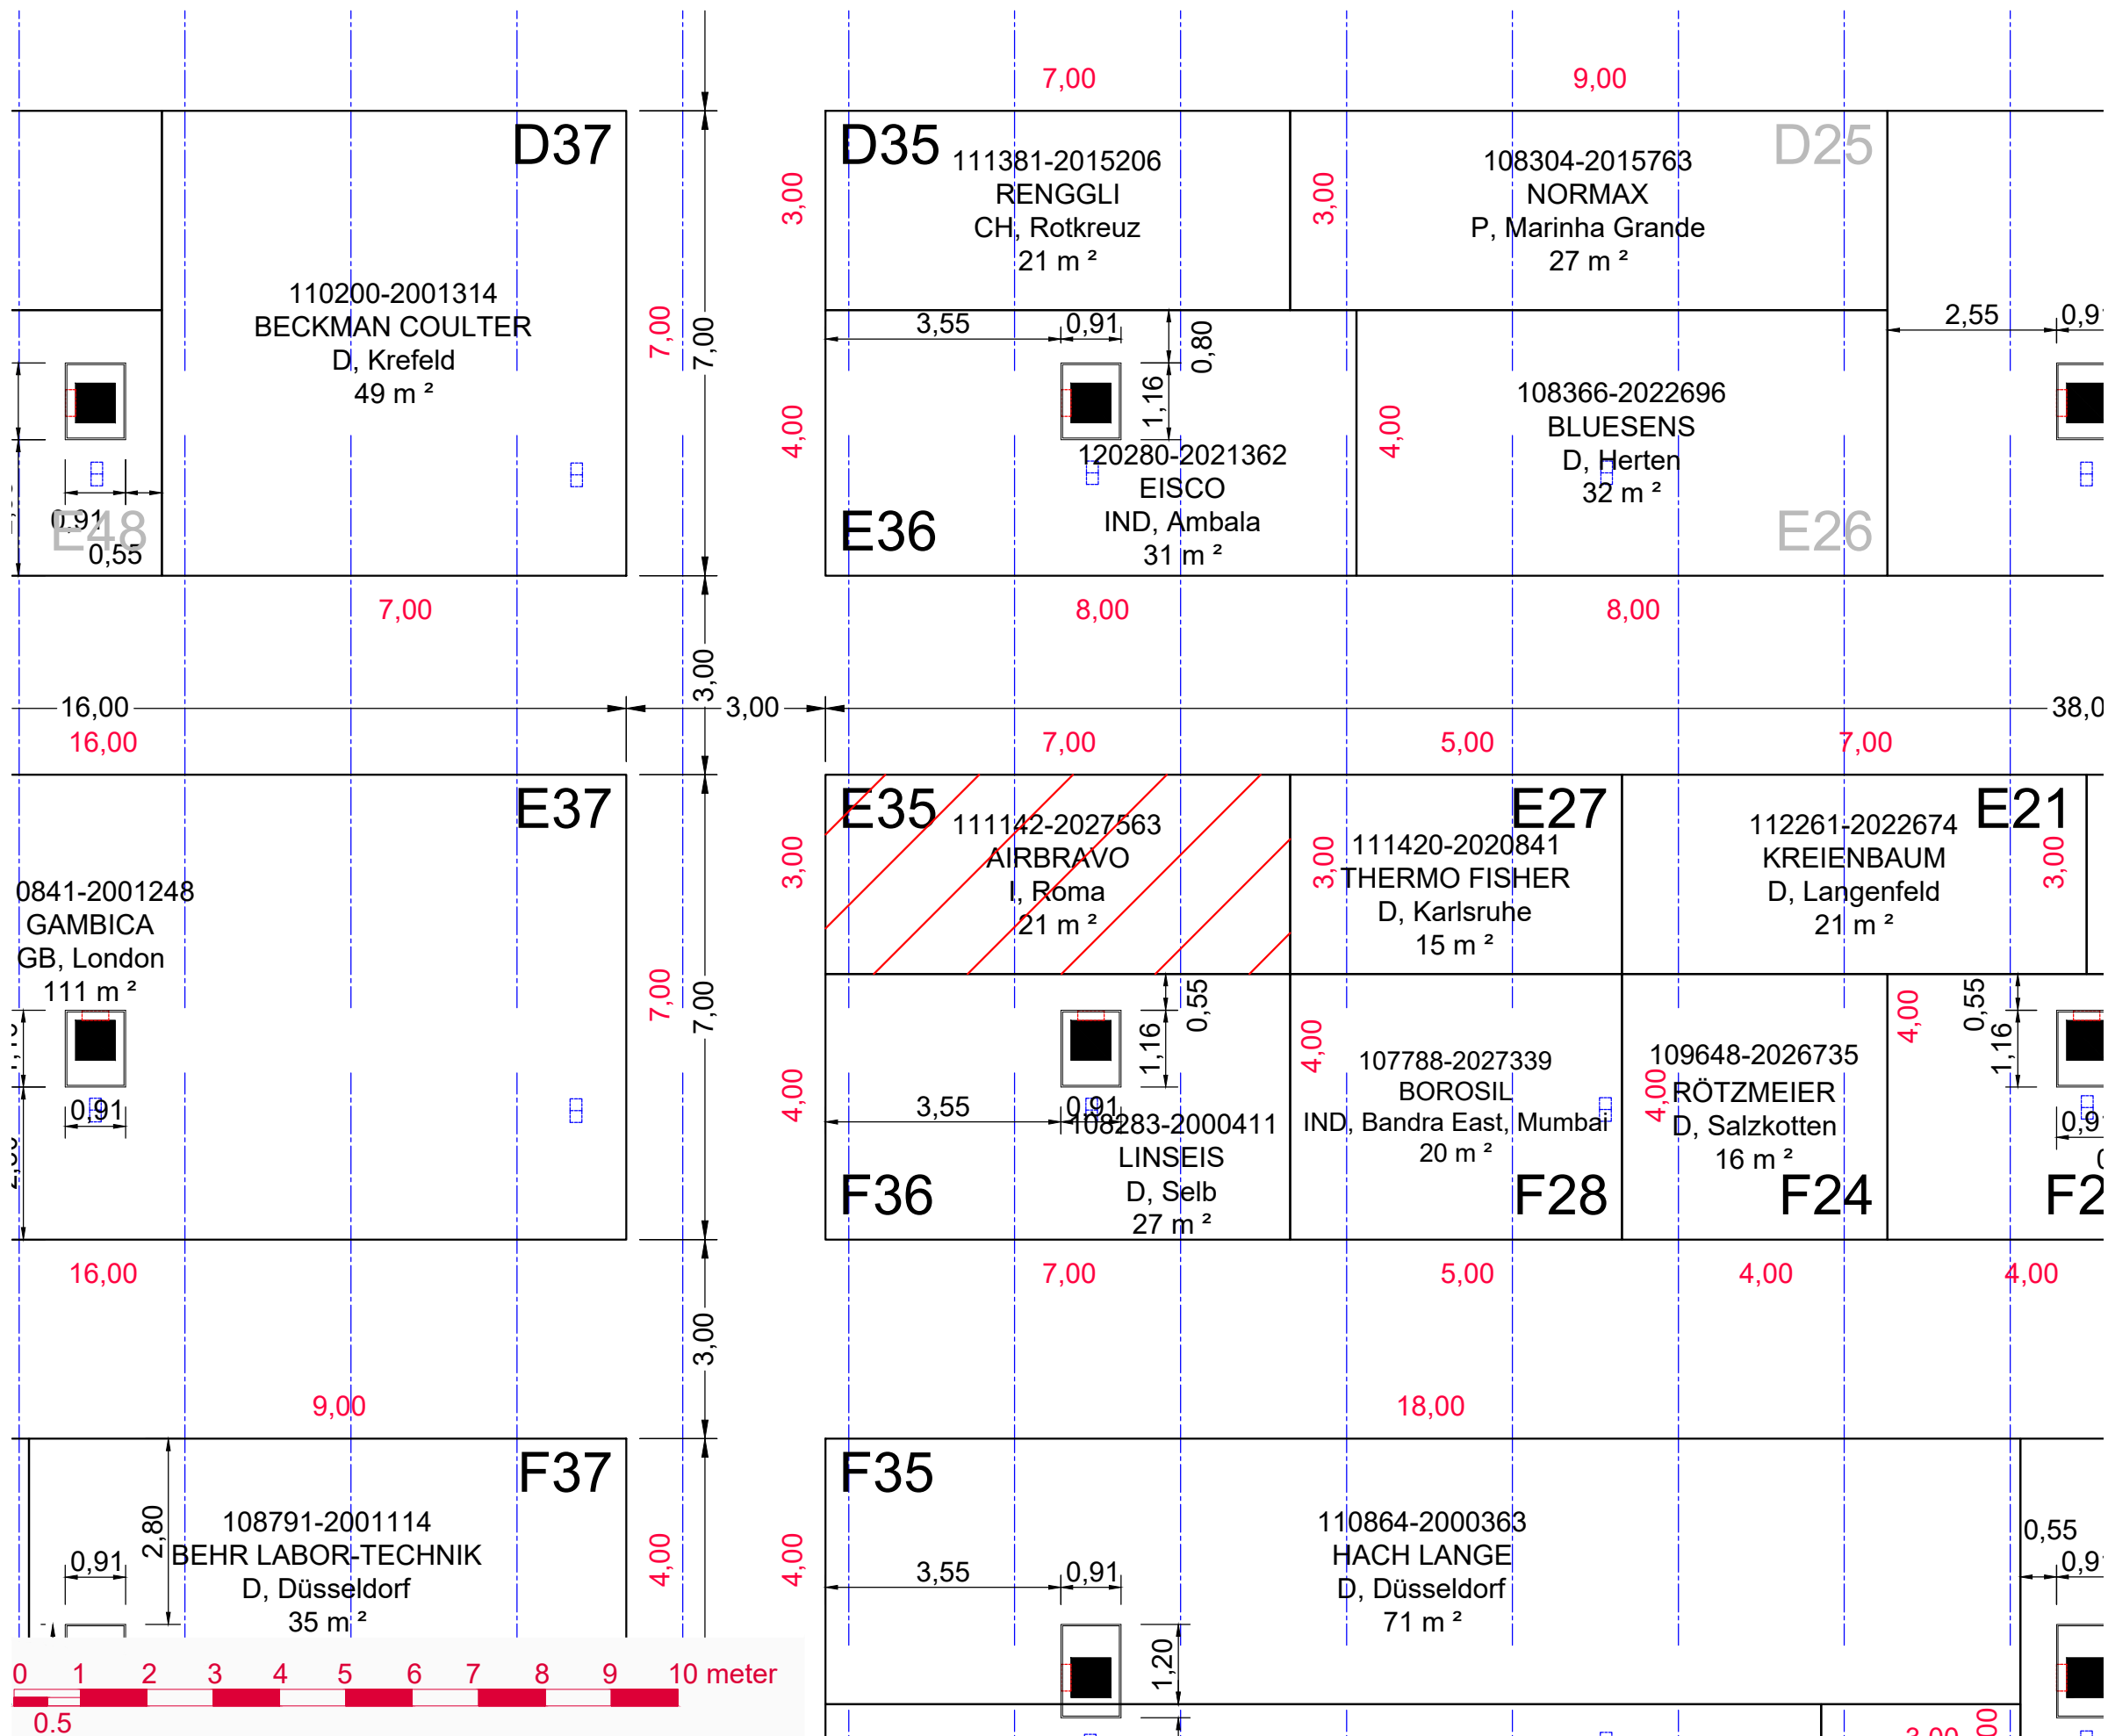 7,00
9,00
D37
D35
111381-2015206
RENGGLI
CH, Rotkreuz
21 m ²
3,00
3,00
108304-2015763
NORMAX
P, Marinha Grande
27 m ²
D25
110200-2001314
BECKMAN COULTER
D, Krefeld
49 m ²
7,00
7,00
3,55
0,91
0,80
1,16
4,00
4,00
120280-2021362
EISCO
IND, Ambala
31 m ²
E36
108366-2022696
BLUESENS
D, Herten
32 m ²
E26
2,55
0,91
0,91
E48
0,55
7,00
8,00
8,00
3,00
16,00
3,00
38,0
16,00
7,00
5,00
7,00
E37
E35
111142-2027563
AIRBRAVO
I, Roma
21 m ²
3,00
3,00
E27
111420-2020841
THERMO FISHER
D, Karlsruhe
15 m ²
112261-2022674
KREIENBAUM
D, Langenfeld
21 m ²
E21
3,00
0841-2001248
GAMBICA
GB, London
111 m ²
0,91
7,00
7,00
0,55
1,16
4,00
3,55
0,91
108283-2000411
LINSEIS
D, Selb
27 m ²
F36
4,00
107788-2027339
BOROSIL
IND, Bandra East, Mumbai
20 m ²
F28
4,00
109648-2026735
RÖTZMEIER
D, Salzkotten
16 m ²
F24
4,00
0,55
1,16
0,91
F2
16,00
7,00
5,00
4,00
4,00
3,00
9,00
18,00
F37
F35
2,80
0,91
108791-2001114
BEHR LABOR-TECHNIK
D, Düsseldorf
35 m ²
4,00
4,00
3,55
0,91
1,20
110864-2000363
HACH LANGE
D, Düsseldorf
71 m ²
0,55
0,91
0 1 2 3 4 5 6 7 8 9 10 meter
0.5
3,00